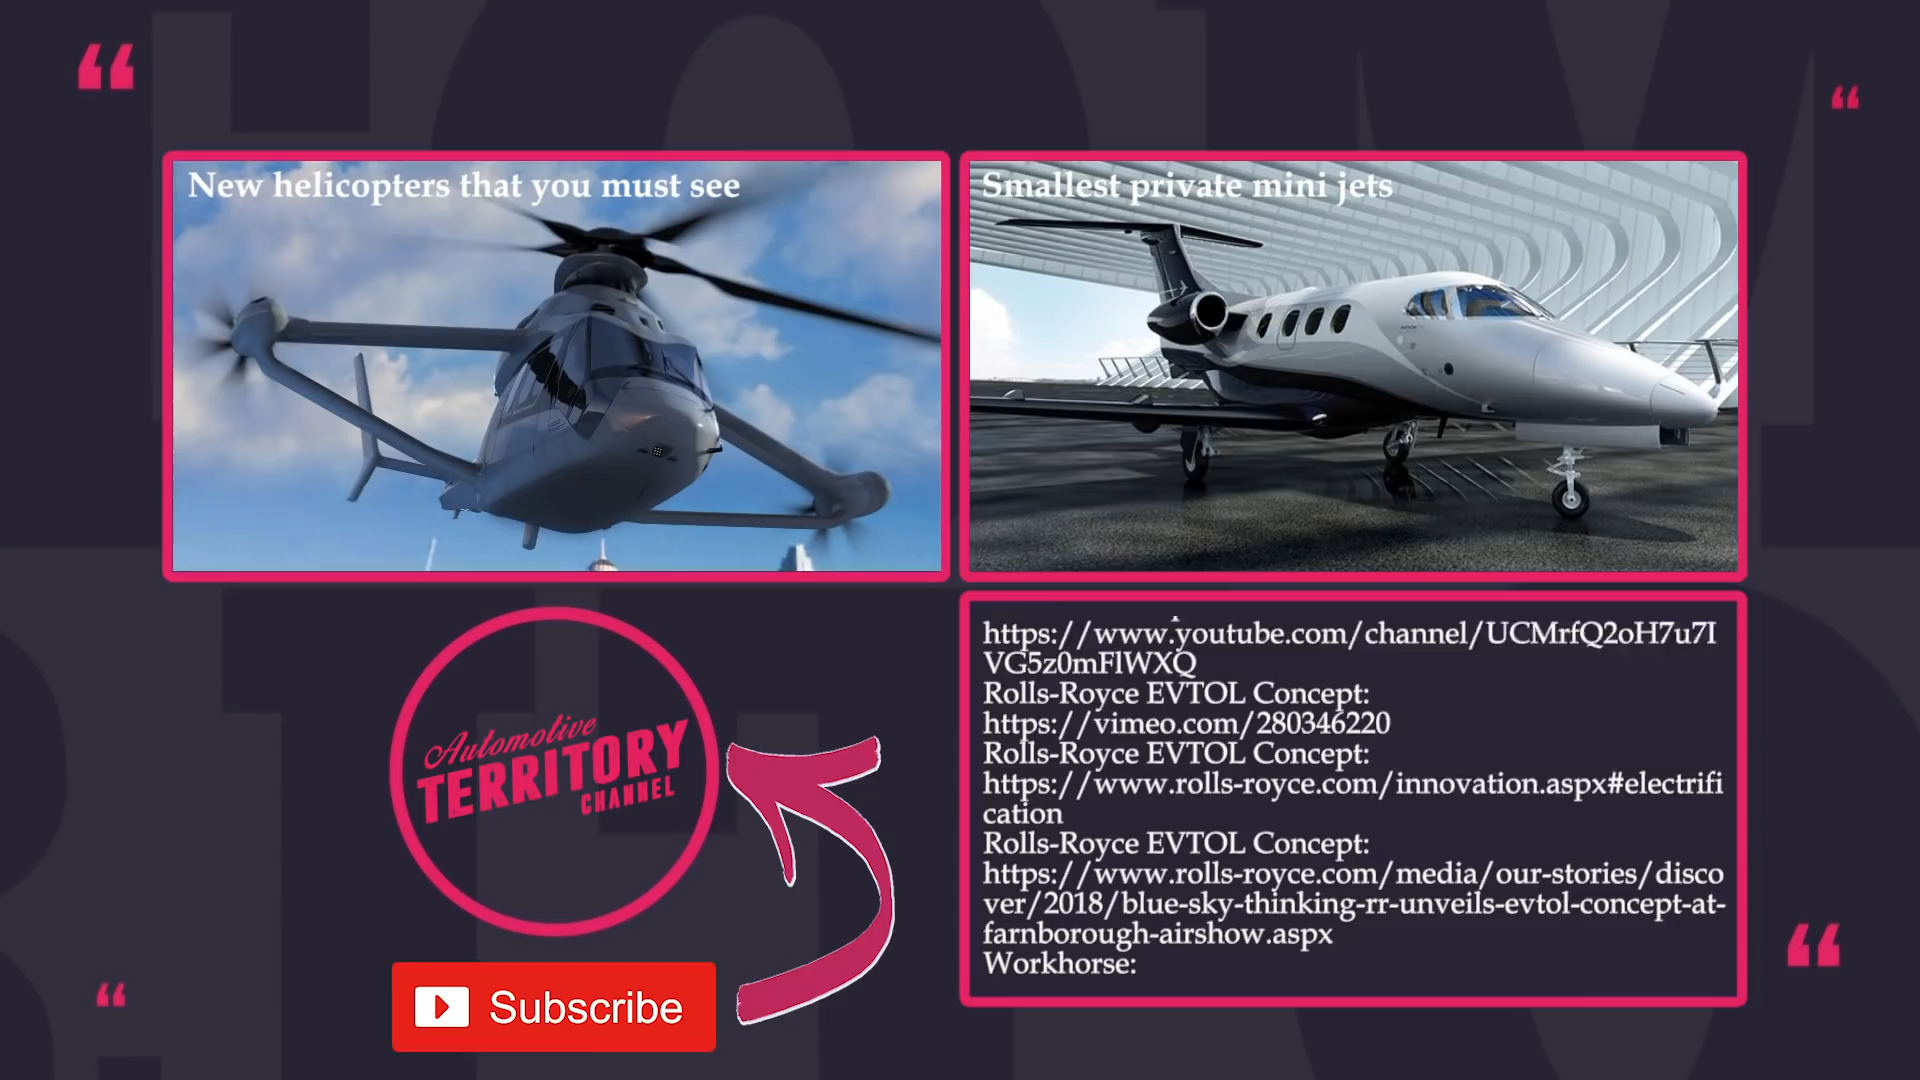 New helicopters that you must see
Smallest private mini jets
Automotive
TERRITORY
CHANNEL
Subscribe
https://www.youtube.com/channel/UCMrfQ2oH7u7I
VG5z0mFlWXQ
Rolls-Royce EVTOL Concept:
https://vimeo.com/280346220
Rolls-Royce EVTOL Concept:
https://www.rolls-royce.com/innovation.aspx#electrifi
cation
Rolls-Royce EVTOL Concept:
https://www.rolls-royce.com/media/our-stories/disco
ver/2018/blue-sky-thinking-rr-unveils-evtol-concept-at-
farnborough-airshow.aspx
Workhorse: